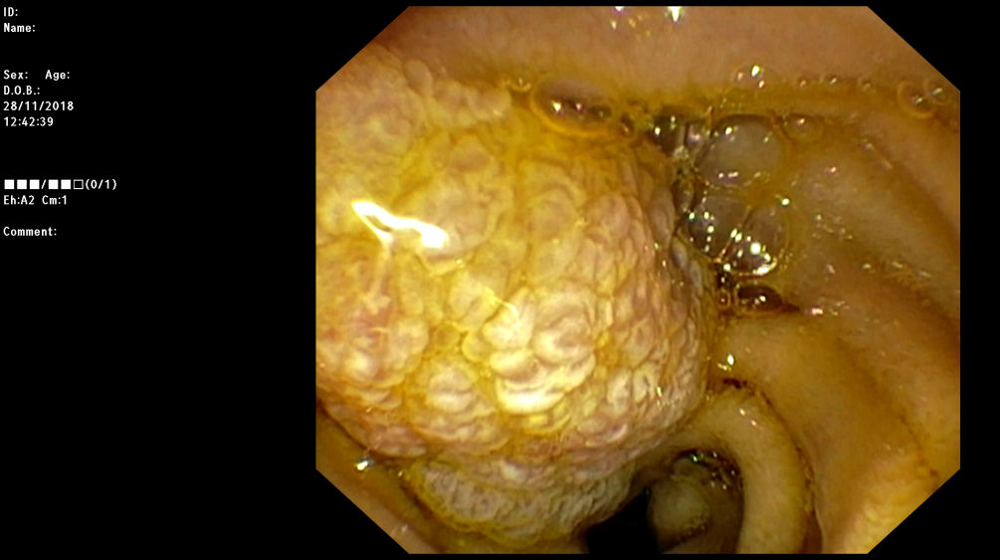 ID:
Name:
Sex: Age:
D.O.B.:
28/11/2018
12:42:39
■■■/■■□(0/1)
Eh:A2 Cm:1
Comment: